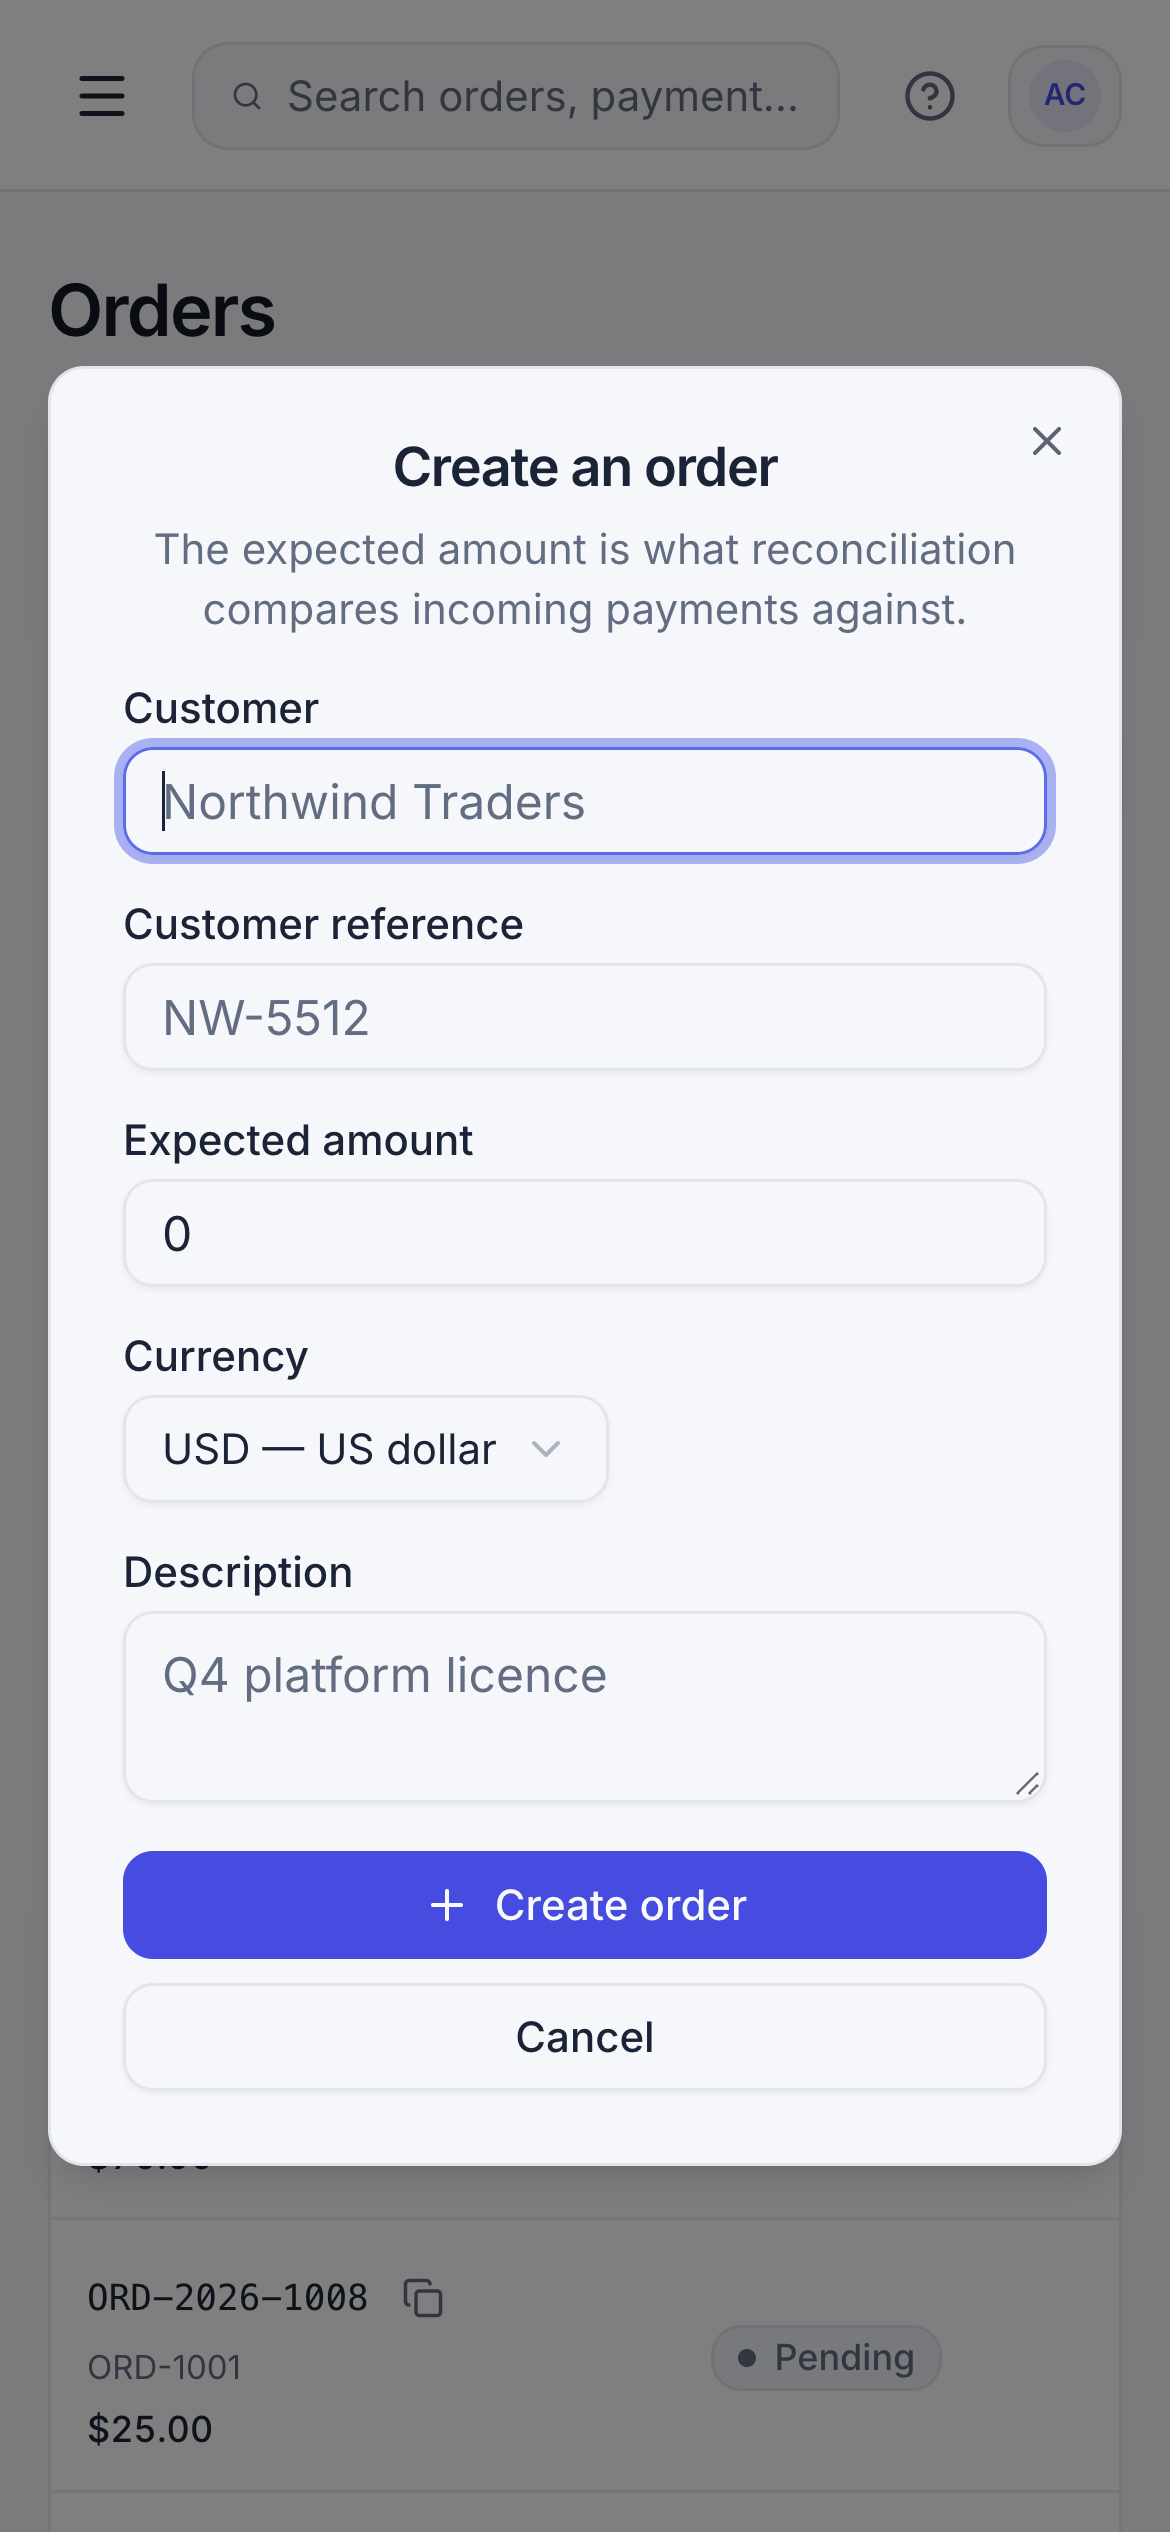 Search orders, payment...
AC
Orders
Create an order
The expected amount is what reconciliation
compares incoming payments against.
Customer
Northwind Traders
Customer reference
NW-5512
Expected amount
0
Currency
USD — US dollar
Description
Q4 platform licence
Create order
Cancel
ORD-2026-1008
ORD-1001
Pending
$25.00